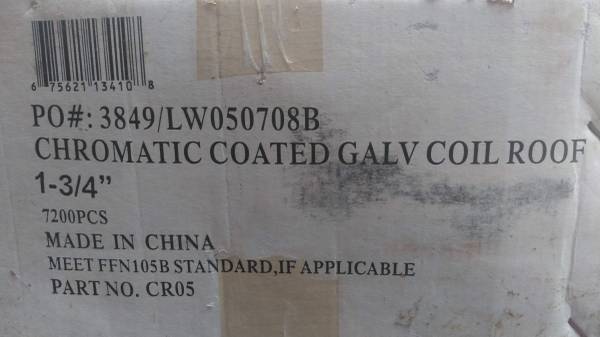 6 75621 13410 8
PO#: 3849/LW050708B
CHROMATIC COATED GALV COIL ROOF
1-3/4”
7200PCS
MADE IN CHINA
MEET FFN105B STANDARD,IF APPLICABLE
PART NO. CR05